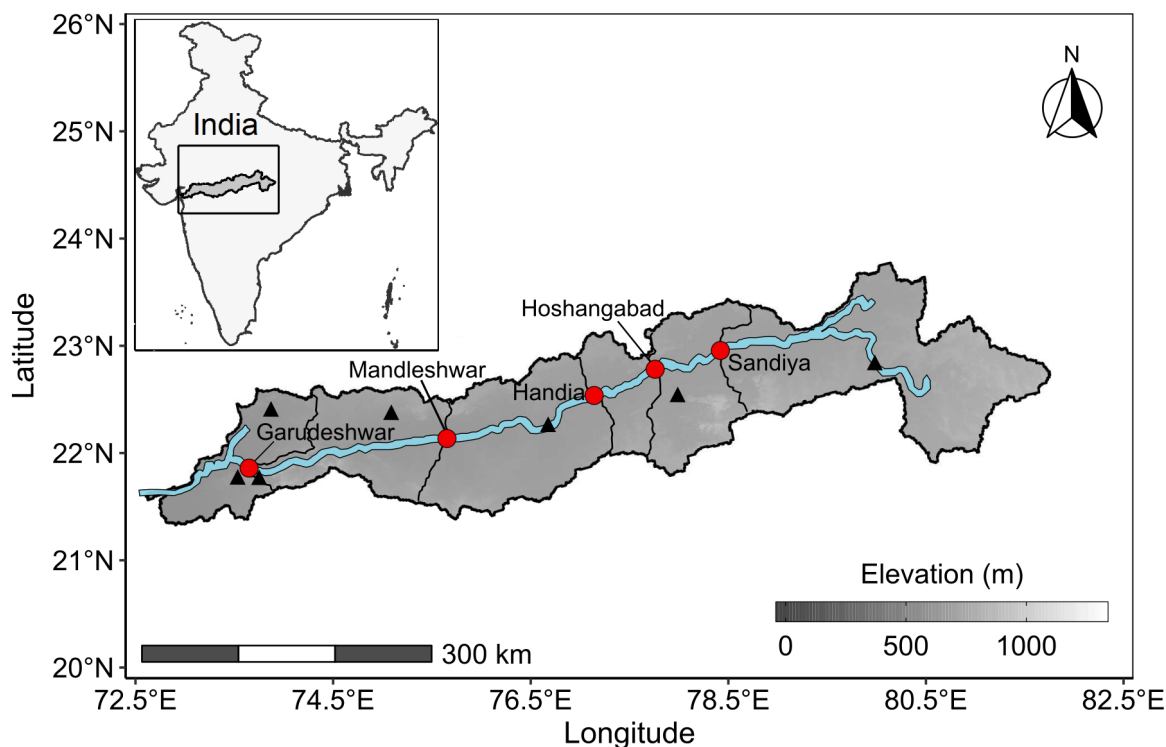 26°N
25°N
24°N
23°N
22°N
21°N
20°N
Latitude
India
N
Hoshangabad
Sandiya
Mandleshwar
Handia
Garudeshwar
Elevation (m)
0 500 1000
300 km
72.5°E 74.5°E 76.5°E 78.5°E 80.5°E 82.5°E
Longitude